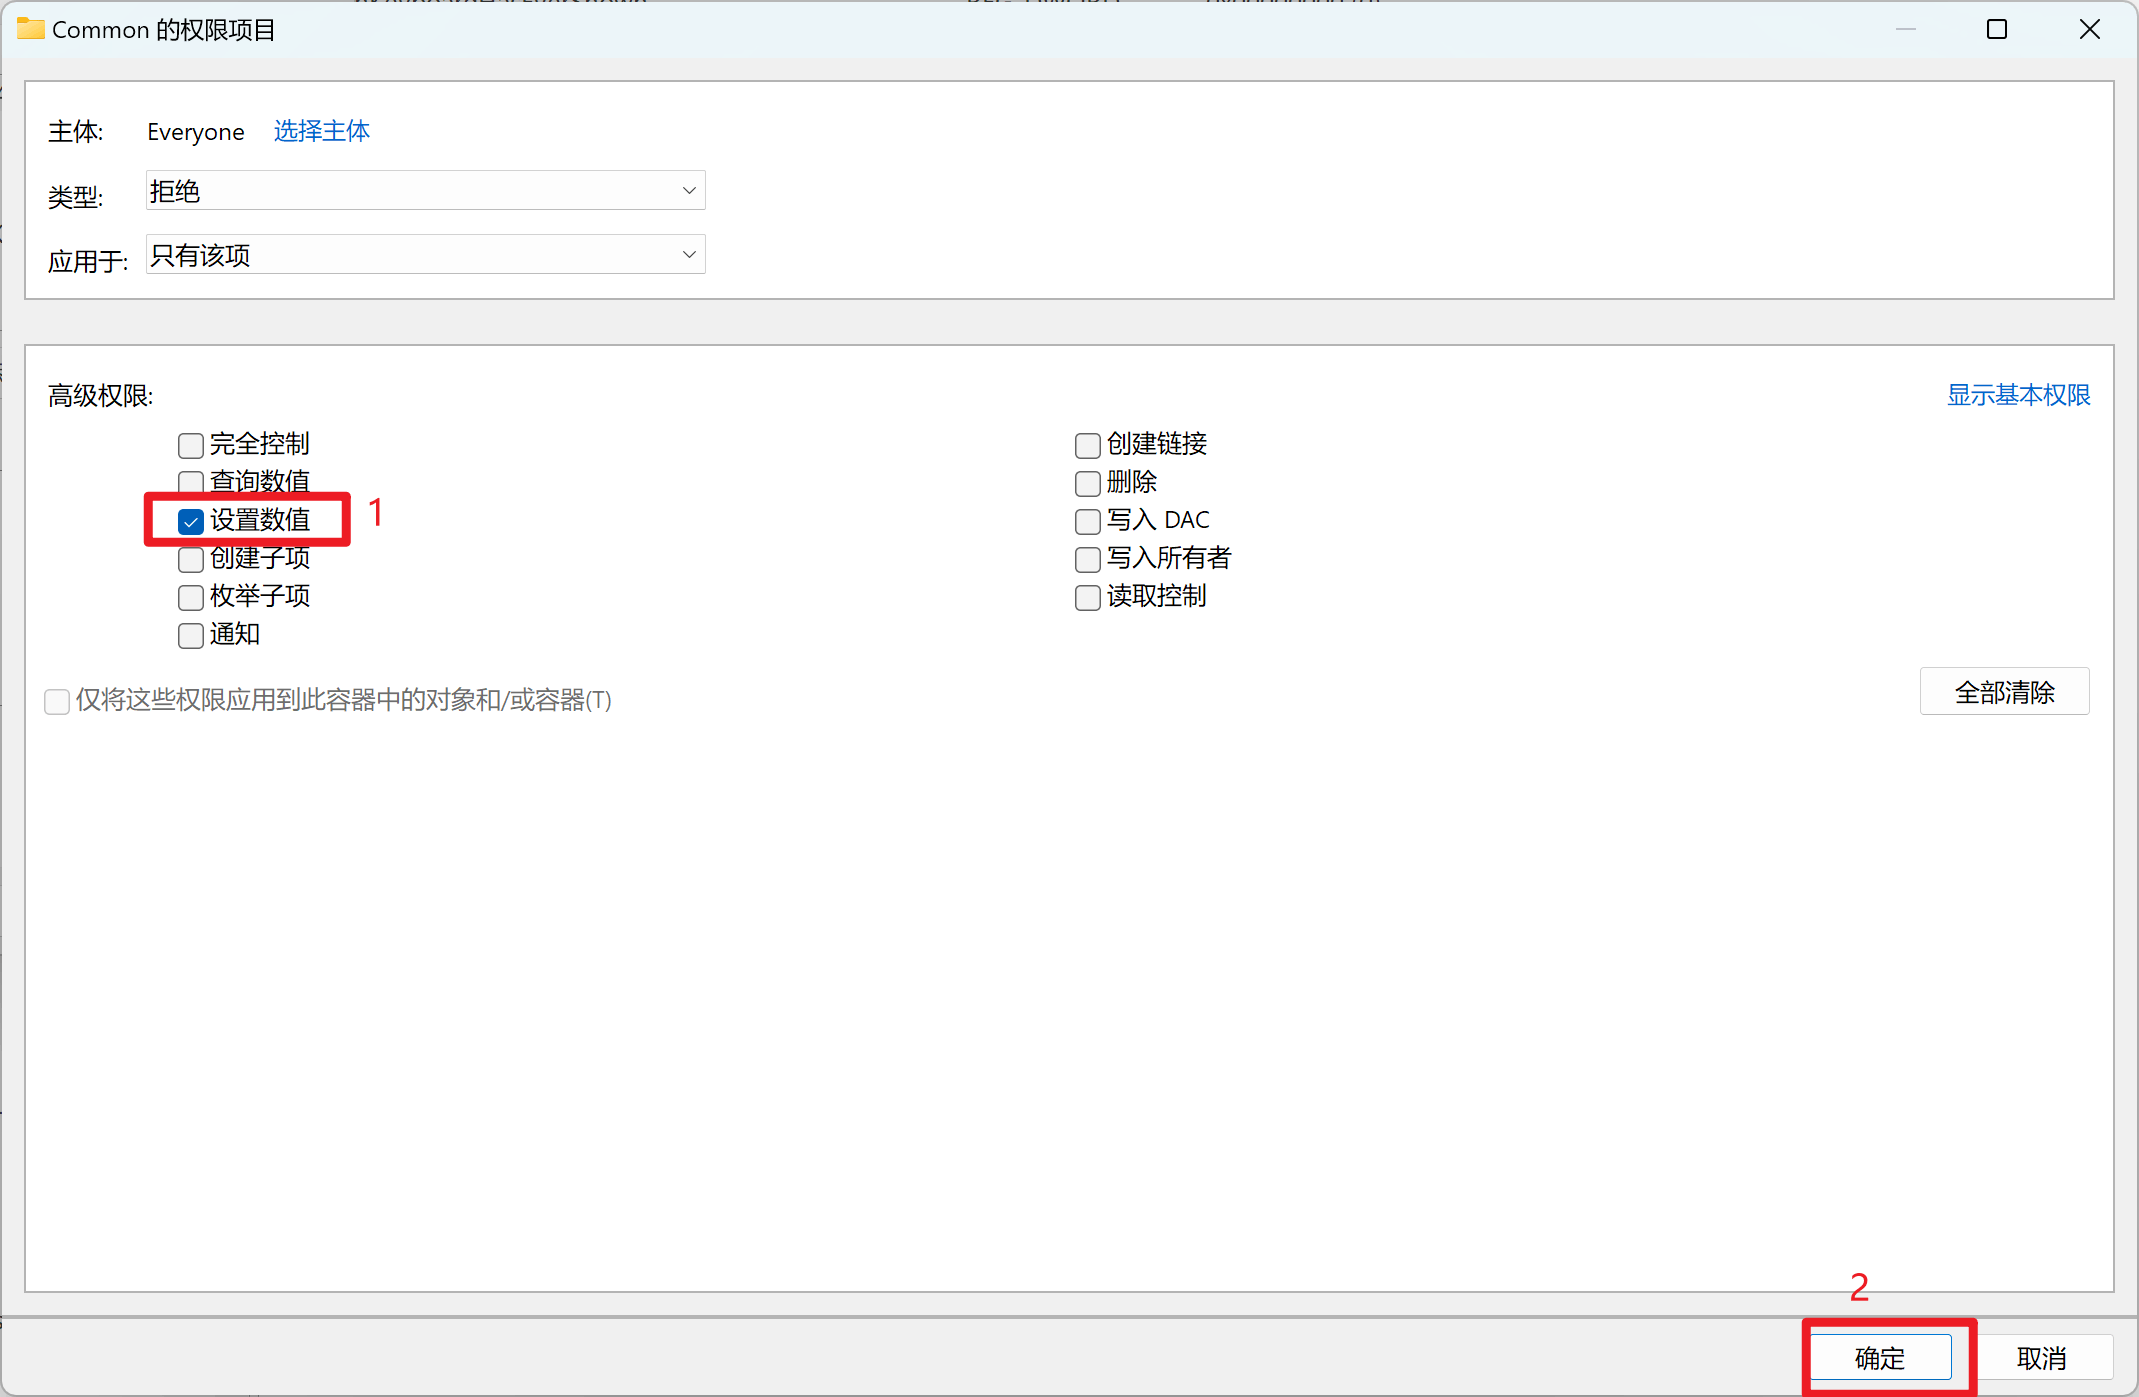 Common 的权限项目
主体: Everyone 选择主体
类型: 拒绝
应用于: 只有该项
高级权限: 显示基本权限
完全控制
查询数值
设置数值
1
创建子项
枚举子项
通知
创建链接
删除
写入 DAC
写入所有者
读取控制
仅将这些权限应用到此容器中的对象和/或容器(T)
全部清除
2
确定
取消